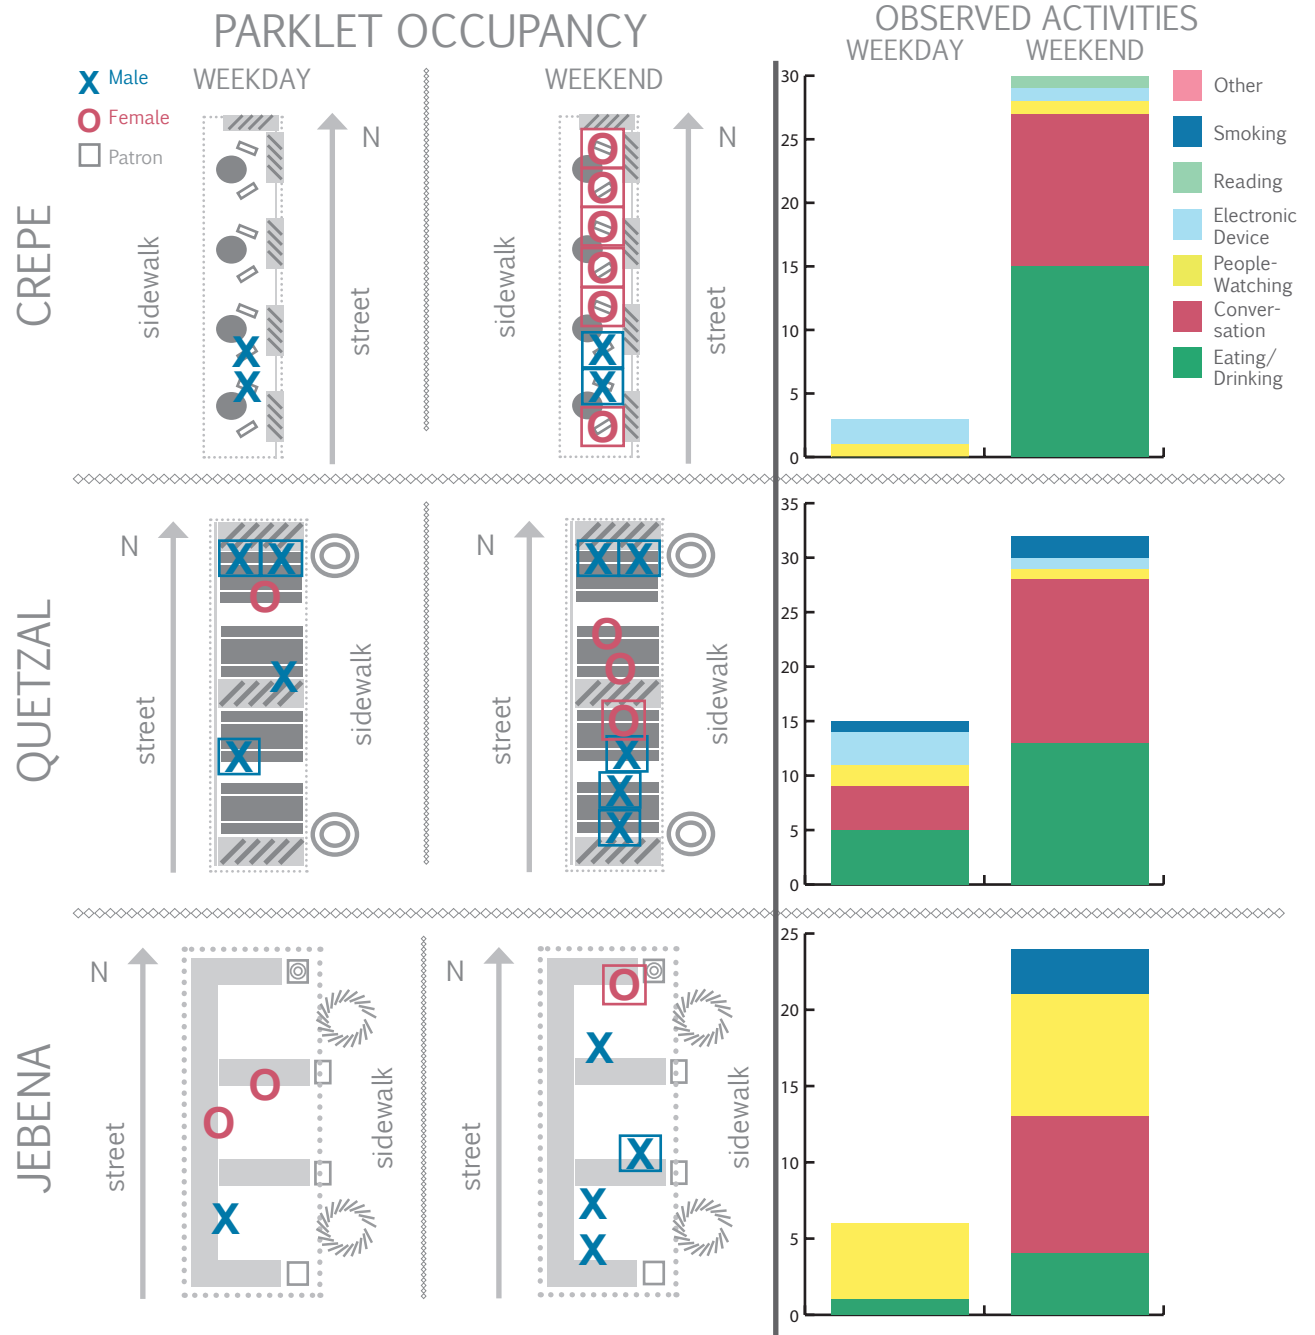 PARKLET OCCUPANCY
OBSERVED ACTIVITIES
WEEKDAY
WEEKEND
X Male
O Female
Patron
WEEKDAY
WEEKEND
CREPE
N
sidewalk
street
N
sidewalk
street
30
25
20
15
10
5
0
Other
Smoking
Reading
Electronic
Device
People-
Watching
Conver-
sation
Eating/
Drinking
QUETZAL
N
street
sidewalk
N
street
sidewalk
35
30
25
20
15
10
5
0
JEBENA
N
street
sidewalk
N
street
sidewalk
25
20
15
10
5
0